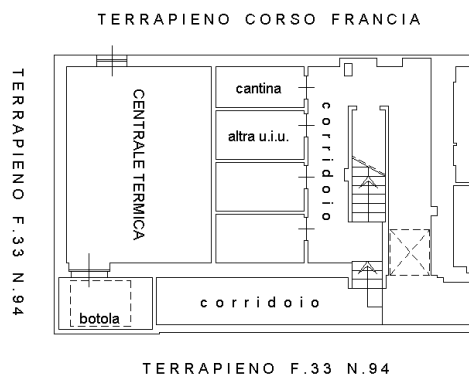 TERRAPIENO CORSO FRANCIA
TERRAPIENO F.33 N.94
CENTRALE TERMICA
cantina
altra u.i.u.
corridoio
corridoio
botola
TERRAPIENO F.33 N.94